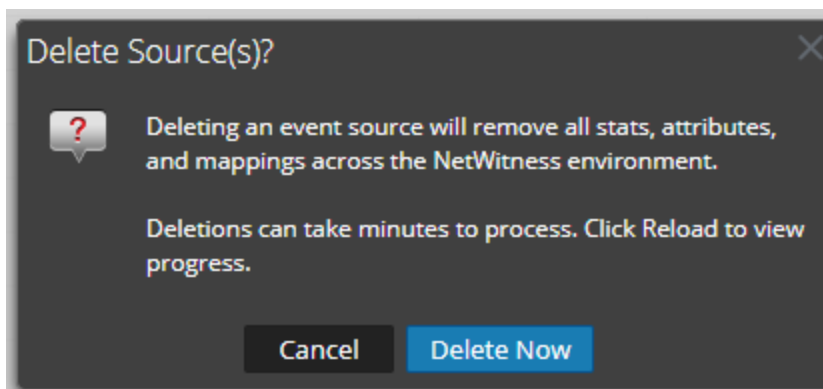 Delete Source(s)?
?
Deleting an event source will remove all stats, attributes,
and mappings across the NetWitness environment.
Deletions can take minutes to process. Click Reload to view
progress.
Cancel
Delete Now